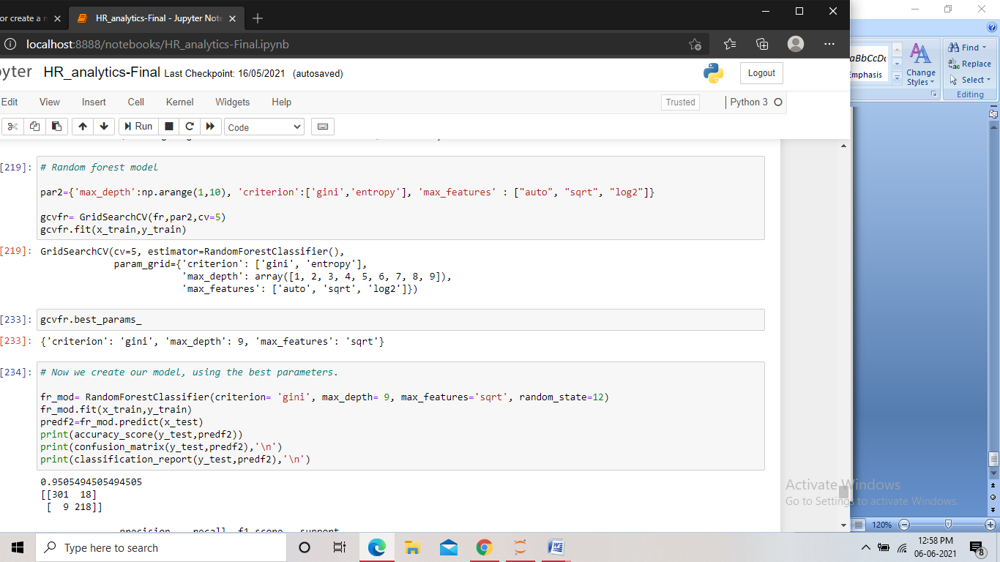 or create a
HR_analytics-Final - Jupyter Note
localhost:8888/notebooks/HR_analytics-Final.ipynb
yter HR_analytics-Final Last Checkpoint: 16/05/2021 (autosaved)
Logout
Edit View Insert Cell Kernel Widgets Help
Trusted
Python 3
Run
Code
[219]: # Random forest model
par2={'max_depth':np.arange(1,10), 'criterion':['gini','entropy'], 'max_features' : ["auto", "sqrt", "log2"]}
gcvfr= GridSearchCV(fr,par2,cv=5)
gcvfr.fit(x_train,y_train)
[219]: GridSearchCV(cv=5, estimator=RandomForestClassifier(),
param_grid={'criterion': ['gini', 'entropy'],
'max_depth': array([1, 2, 3, 4, 5, 6, 7, 8, 9]),
'max_features': ['auto', 'sqrt', 'log2']})
[233]: gcvfr.best_params_
[233]: {'criterion': 'gini', 'max_depth': 9, 'max_features': 'sqrt'}
[234]: # Now we create our model, using the best parameters.
fr_mod= RandomForestClassifier(criterion= 'gini', max_depth= 9, max_features='sqrt', random_state=12)
fr_mod.fit(x_train,y_train)
predf2=fr_mod.predict(x_test)
print(accuracy_score(y_test,predf2))
print(confusion_matrix(y_test,predf2),'\n')
print(classification_report(y_test,predf2),'\n')
0.9505494505494505
[[301 18]
[ 9 218]]
precision recall f1-score support
aBbCcDc
Emphasis
Change
Styles
Find
Replace
Select
Editing
Activate Windows
Go to Settings to activate Windows.
120%
Type here to search
12:58 PM
06-06-2021
8